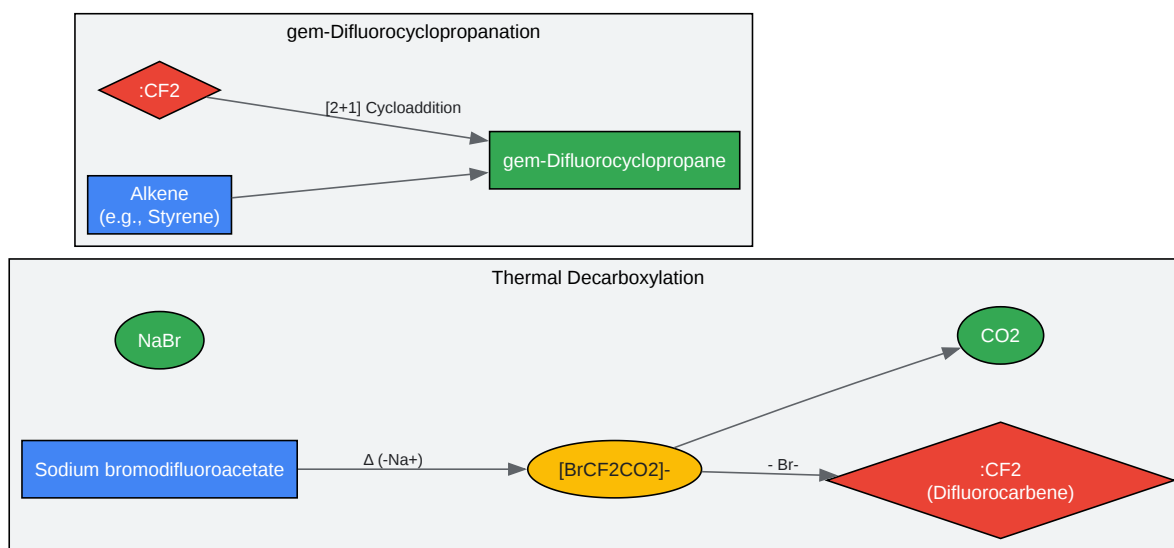 gem-Difluorocyclopropanation
:CF2
[2+1] Cycloaddition
gem-Difluorocyclopropane
Alkene
(e.g., Styrene)
Thermal Decarboxylation
NaBr
CO2
Sodium bromodifluoroacetate
Δ (-Na+)
[BrCF2CO2]-
- Br-
:CF2
(Difluorocarbene)